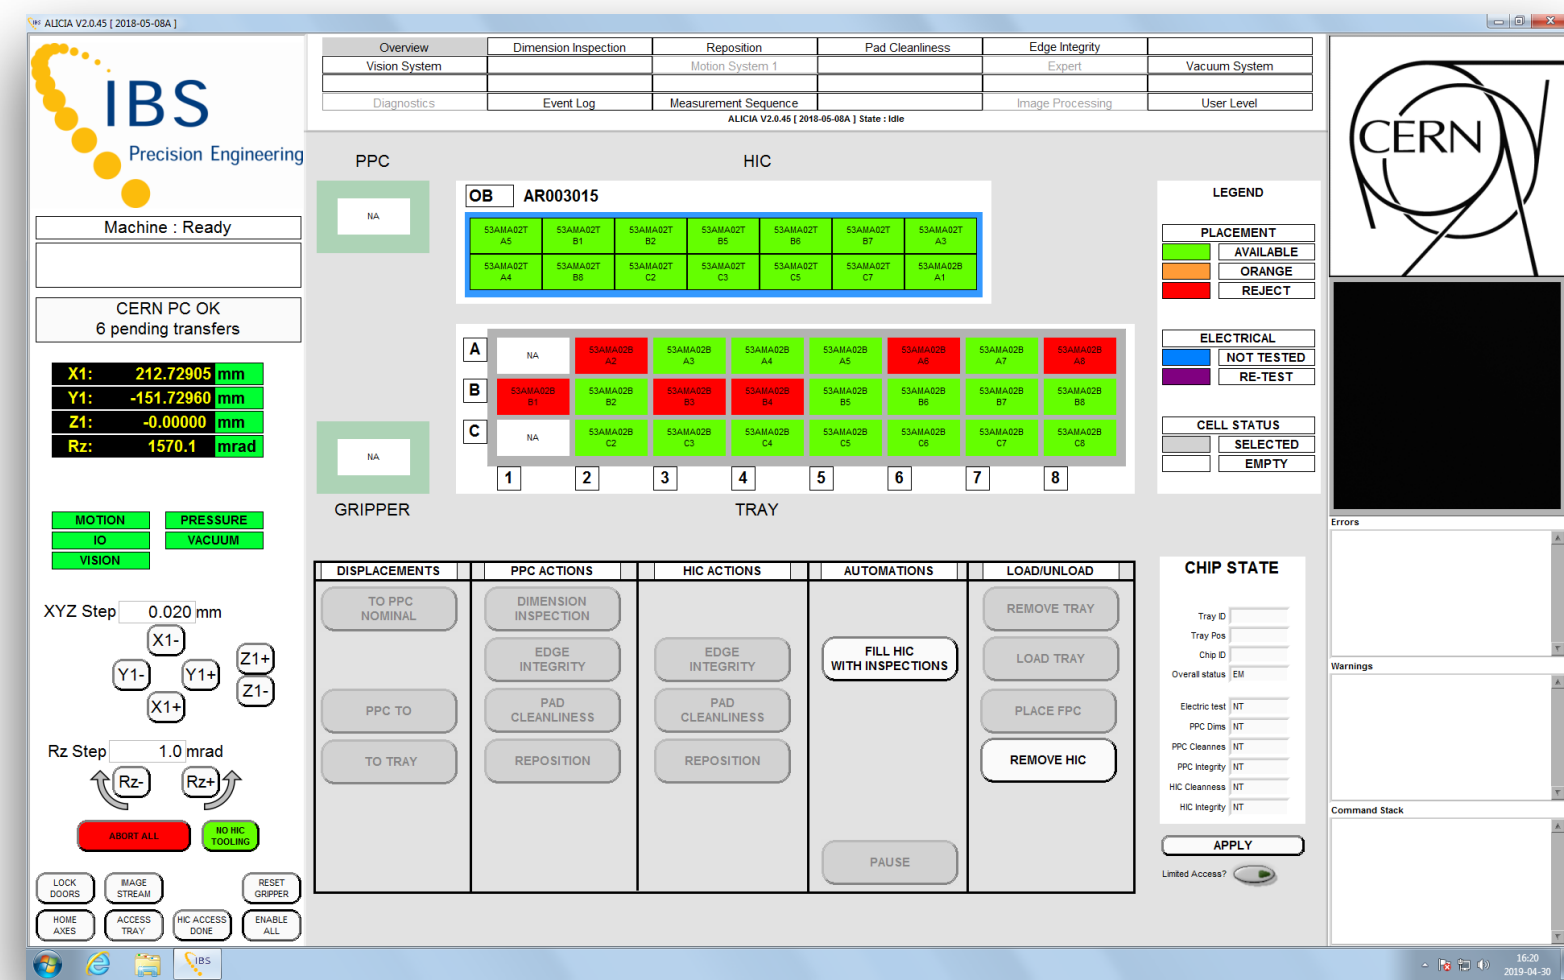 ALICIA V2.0.45 [ 2018-05-08A ]
IBS
Precision Engineering
Machine : Ready
CERN PC OK
6 pending transfers
X1: 212.72905 mm
Y1: -151.72960 mm
Z1: -0.00000 mm
Rz: 1570.1 mrad
MOTION PRESSURE
IO VACUUM
VISION
XYZ Step 0.020 mm
X1-
Y1- Y1+
X1+
Z1+
Z1-
Rz Step 1.0 mrad
Rz- Rz+
ABORT ALL
NO HIC
TOOLING
LOCK
DOORS
IMAGE
STREAM
RESET
GRIPPER
HOME
AXES
ACCESS
TRAY
HIC ACCESS
DONE
ENABLE
ALL
Overview Dimension Inspection Reposition Pad Cleanliness Edge Integrity
Vision System Motion System 1 Expert Vacuum System
Diagnostics Event Log Measurement Sequence Image Processing User Level
ALICIA V2.0.45 [ 2018-05-08A ] State : Idle
PPC
NA
HIC
OB AR003015
53AMA02T 53AMA02T 53AMA02T 53AMA02T 53AMA02T 53AMA02T 53AMA02T
A5 B1 B2 B5 B6 B7 A3
53AMA02T 53AMA02T 53AMA02T 53AMA02T 53AMA02T 53AMA02T 53AMA02B
A4 B8 C2 C3 C5 C7 A1
A
NA 53AMA02B 53AMA02B 53AMA02B 53AMA02B 53AMA02B 53AMA02B 53AMA02B
A2 A3 A4 A5 A6 A7 A8
B
53AMA02B 53AMA02B 53AMA02B 53AMA02B 53AMA02B 53AMA02B 53AMA02B 53AMA02B
B1 B2 B3 B4 B5 B6 B7 B8
C
NA 53AMA02B 53AMA02B 53AMA02B 53AMA02B 53AMA02B 53AMA02B 53AMA02B
C2 C3 C4 C5 C6 C7 C8
1 2 3 4 5 6 7 8
NA
GRIPPER
TRAY
LEGEND
PLACEMENT
AVAILABLE
ORANGE
REJECT
ELECTRICAL
NOT TESTED
RE-TEST
CELL STATUS
SELECTED
EMPTY
DISPLACEMENTS
TO PPC
NOMINAL
PPC TO
TO TRAY
PPC ACTIONS
DIMENSION
INSPECTION
EDGE
INTEGRITY
PAD
CLEANLINESS
REPOSITION
HIC ACTIONS
EDGE
INTEGRITY
PAD
CLEANLINESS
REPOSITION
AUTOMATIONS
FILL HIC
WITH INSPECTIONS
PAUSE
LOAD/UNLOAD
REMOVE TRAY
LOAD TRAY
PLACE FPC
REMOVE HIC
CHIP STATE
Tray ID
Tray Pos
Chip ID
Overall status EM
Electric test NT
PPC Dims NT
PPC Cleannes NT
PPC Integrity NT
HIC Cleanness NT
HIC Integrity NT
APPLY
Limited Access?
CERN
Errors
Warnings
Command Stack
IBS
16:20
2019-04-30